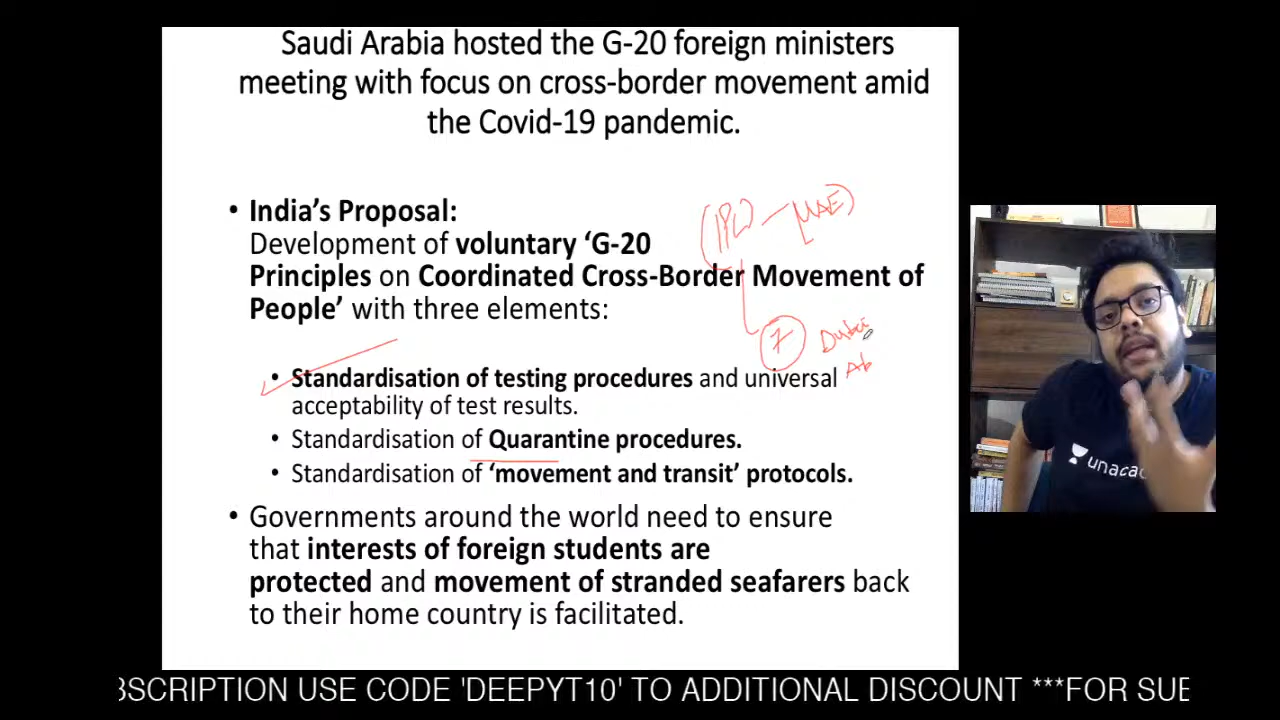 Saudi Arabia hosted the G-20 foreign ministers
meeting with focus on cross-border movement amid
the Covid-19 pandemic.
(IPL) - UAE)
• India's Proposal:
Development of voluntary 'G-20
Principles on Coordinated Cross-Border Movement of
People' with three elements:
7 Dubai
Ab
• Standardisation of testing procedures and universal
acceptability of test results.
• Standardisation of Quarantine procedures.
• Standardisation of 'movement and transit' protocols.
unacad
• Governments around the world need to ensure
that interests of foreign students are
protected and movement of stranded seafarers back
to their home country is facilitated.
BSCRIPTION USE CODE 'DEEPYT10' TO ADDITIONAL DISCOUNT ***FOR SUB